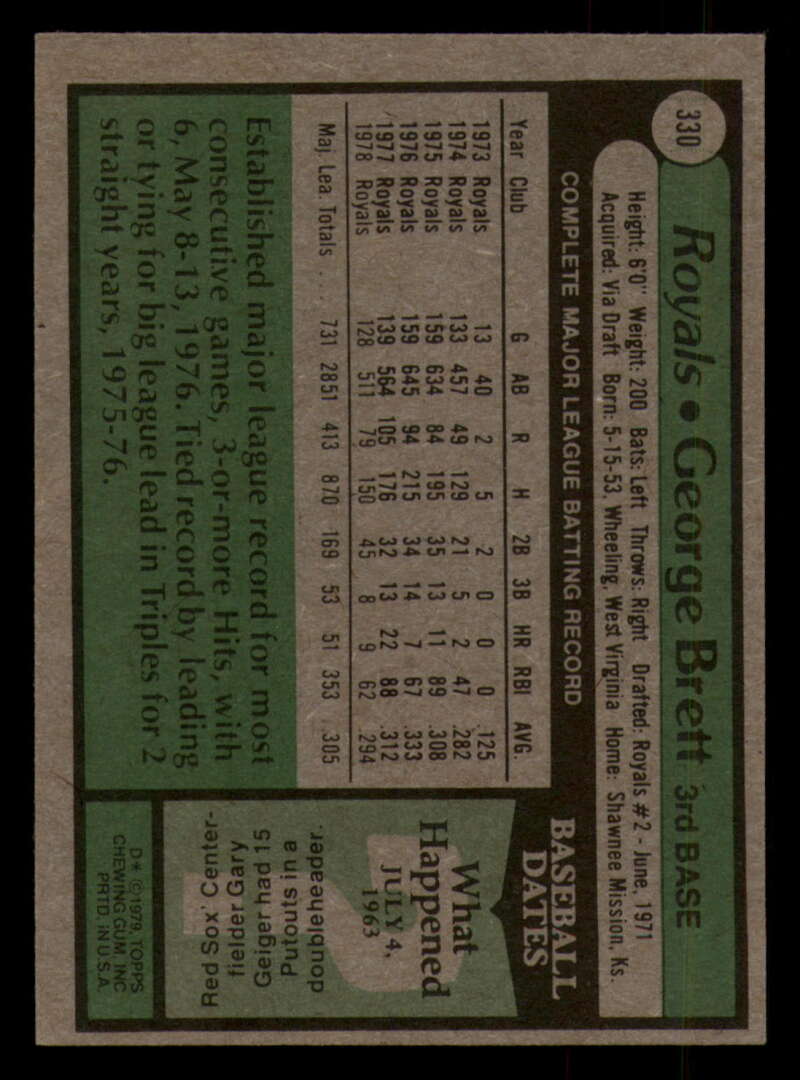 330
Royals • George Brett 3rd BASE
Height: 6'0" Weight: 200 Bats: Left Throws: Right Drafted: Royals #2 - June, 1971
Acquired: Via Draft Born: 5-15-53, Wheeling, West Virginia Home: Shawnee Mission, Ks.
COMPLETE MAJOR LEAGUE BATTING RECORD
Year Club G AB R H 2B 3B HR RBI AVG.
1973 Royals 13 40 2 5 2 0 0 0 .125
1974 Royals 133 457 49 129 21 5 2 47 .282
1975 Royals 159 634 84 195 35 13 11 89 .308
1976 Royals 159 645 94 215 34 14 7 67 .333
1977 Royals 139 564 105 176 32 13 22 88 .312
1978 Royals 128 511 79 150 45 8 9 62 .294
Maj. Lea. Totals .... 731 2851 413 870 169 53 51 353 .305
Established major league record for most
consecutive games, 3-or-more Hits, with
6, May 8-13, 1976. Tied record by leading
or tying for big league lead in Triples for 2
straight years, 1975-76.
BASEBALL
DATES
What
Happened
JULY 4,
1963
Red Sox' Center-
fielder Gary
Geiger had 15
Putouts in a
doubleheader.
D* © 1979, TOPPS
CHEWING GUM, INC
PRTD. IN U.S.A.